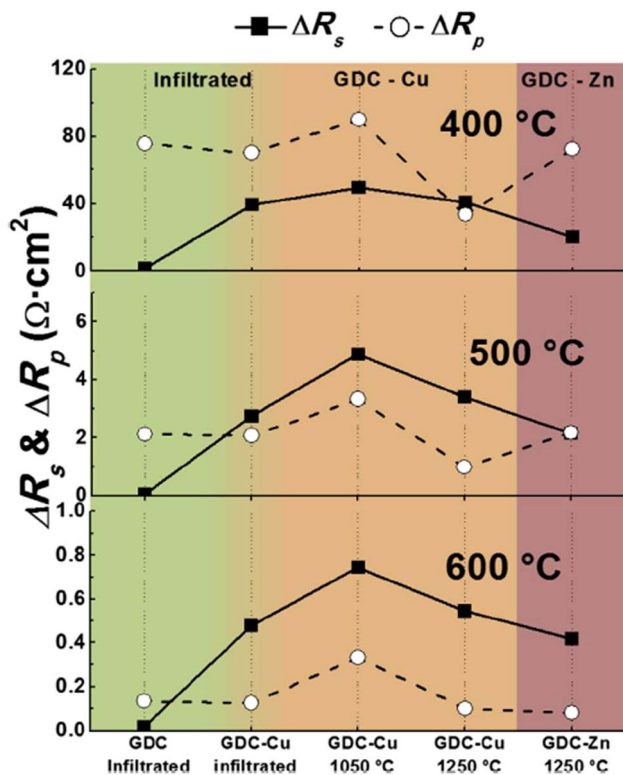 ΔRs ΔRp
Infiltrated GDC - Cu GDC - Zn
120
80
40
0
400 °C
6
4
2
0
500 °C
1.0
0.8
0.6
0.4
0.2
0.0
600 °C
ΔRs & ΔRp (Ω·cm²)
GDC GDC-Cu GDC-Cu GDC-Cu GDC-Zn
Infiltrated infiltrated 1050 °C 1250 °C 1250 °C